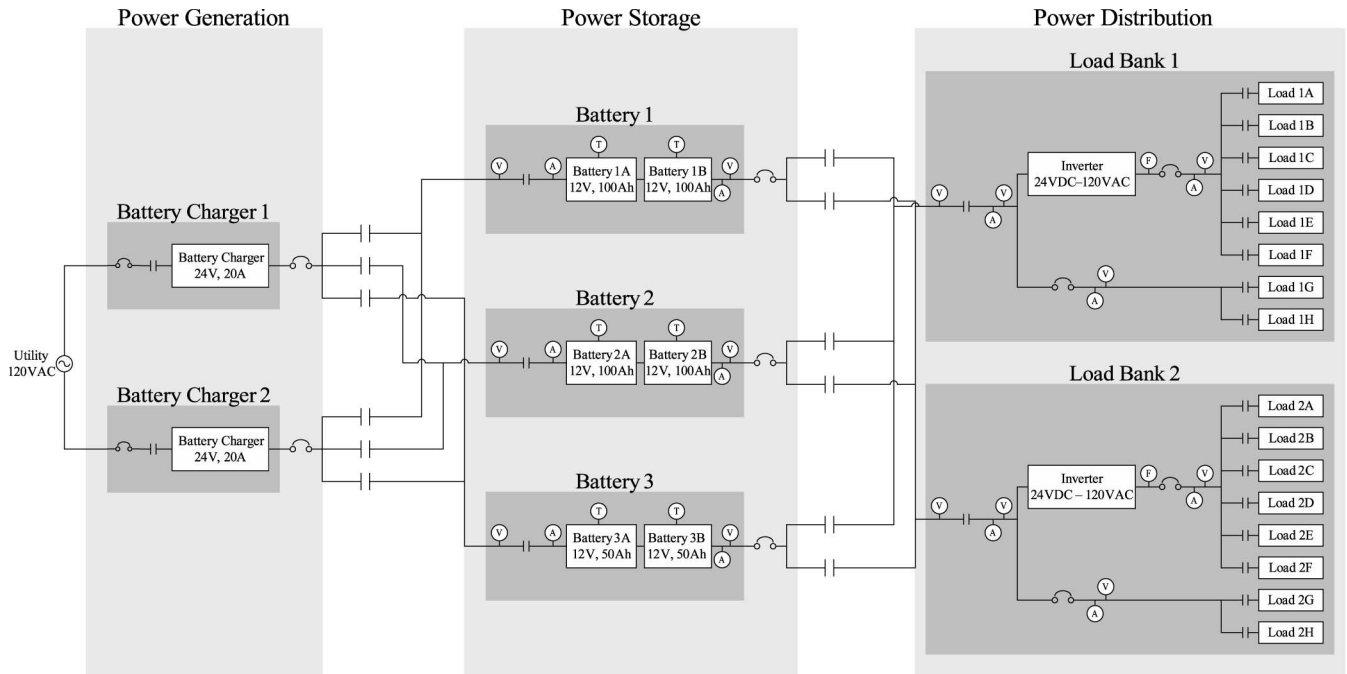 Power Generation
Power Storage
Power Distribution
Battery Charger 1
Battery Charger
24V, 20A
Utility
120VAC
Battery Charger 2
Battery Charger
24V, 20A
Battery 1
V
A
T
Battery 1A
12V, 100Ah
T
Battery 1B
12V, 100Ah
V
A
Battery 2
V
A
T
Battery2A
12V, 100Ah
T
Battery 2B
12V, 100Ah
V
A
Battery 3
V
A
T
Battery3A
12V, 50Ah
T
Battery 3B
12V, 50Ah
V
A
Load Bank 1
V
V
A
Inverter
24VDC–120VAC
F
V
A
V
A
Load 1A
Load 1B
Load 1C
Load 1D
Load 1E
Load 1F
Load 1G
Load 1H
Load Bank 2
V
V
A
Inverter
24VDC – 120VAC
F
V
A
V
A
Load 2A
Load 2B
Load 2C
Load 2D
Load 2E
Load 2F
Load 2G
Load 2H